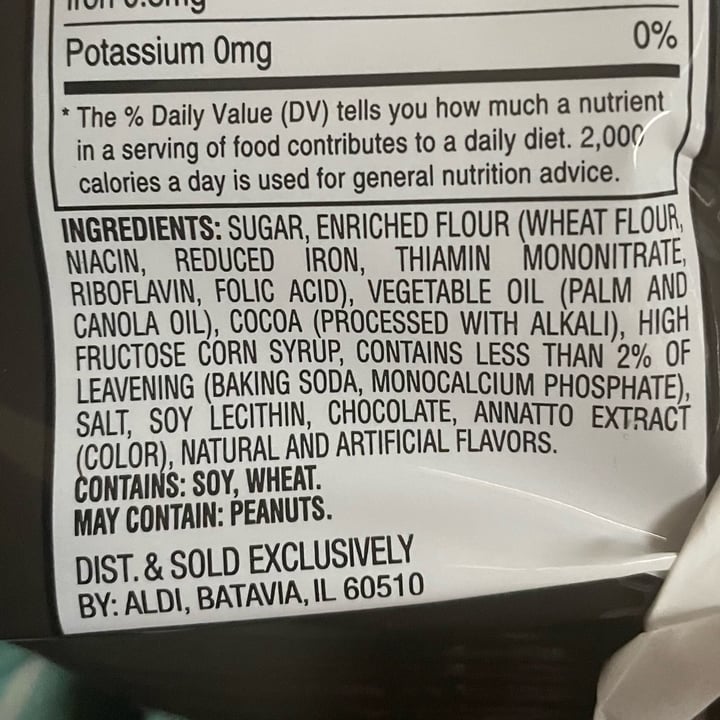 Potassium 0mg 0%
* The % Daily Value (DV) tells you how much a nutrient
in a serving of food contributes to a daily diet. 2,000
calories a day is used for general nutrition advice.
INGREDIENTS: SUGAR, ENRICHED FLOUR (WHEAT FLOUR,
NIACIN, REDUCED IRON, THIAMIN MONONITRATE,
RIBOFLAVIN, FOLIC ACID), VEGETABLE OIL (PALM AND
CANOLA OIL), COCOA (PROCESSED WITH ALKALI), HIGH
FRUCTOSE CORN SYRUP, CONTAINS LESS THAN 2% OF
LEAVENING (BAKING SODA, MONOCALCIUM PHOSPHATE),
SALT, SOY LECITHIN, CHOCOLATE, ANNATTO EXTRACT
(COLOR), NATURAL AND ARTIFICIAL FLAVORS.
CONTAINS: SOY, WHEAT.
MAY CONTAIN: PEANUTS.
DIST. & SOLD EXCLUSIVELY
BY: ALDI, BATAVIA, IL 60510